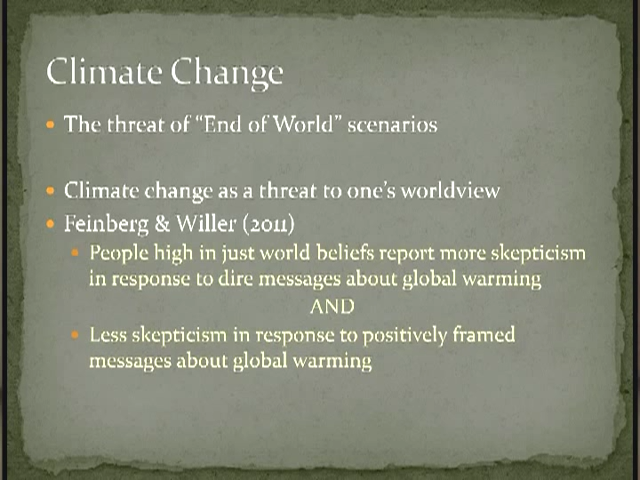 Climate Change
• The threat of “End of World” scenarios
• Climate change as a threat to one’s worldview
• Feinberg & Willer (2011)
• People high in just world beliefs report more skepticism
in response to dire messages about global warming
AND
• Less skepticism in response to positively framed
messages about global warming